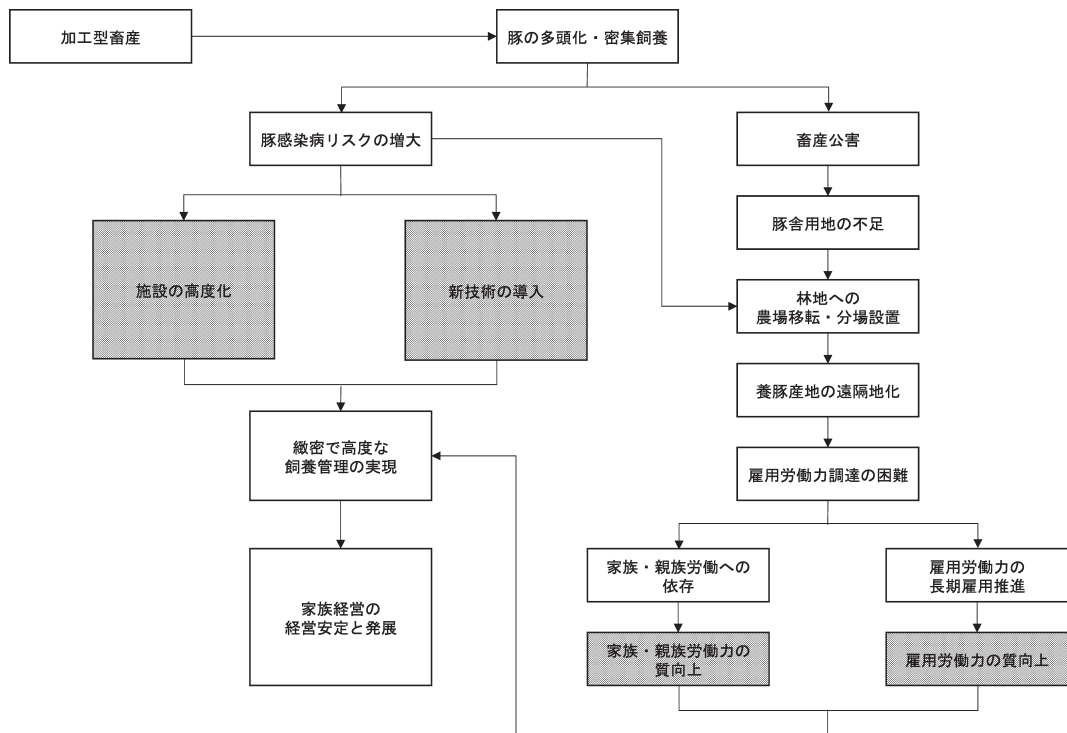 加工型畜産
豚の多頭化・密集飼養
豚感染病リスクの増大
畜産公害
豚舎用地の不足
施設の高度化
新技術の導入
林地への
農場移転・分場設置
養豚産地の遠隔地化
緻密で高度な
飼養管理の実現
雇用労働力調達の困難
家族・親族労働への
依存
雇用労働力の
長期雇用推進
家族経営の
経営安定と発展
家族・親族労働力の
質向上
雇用労働力の質向上